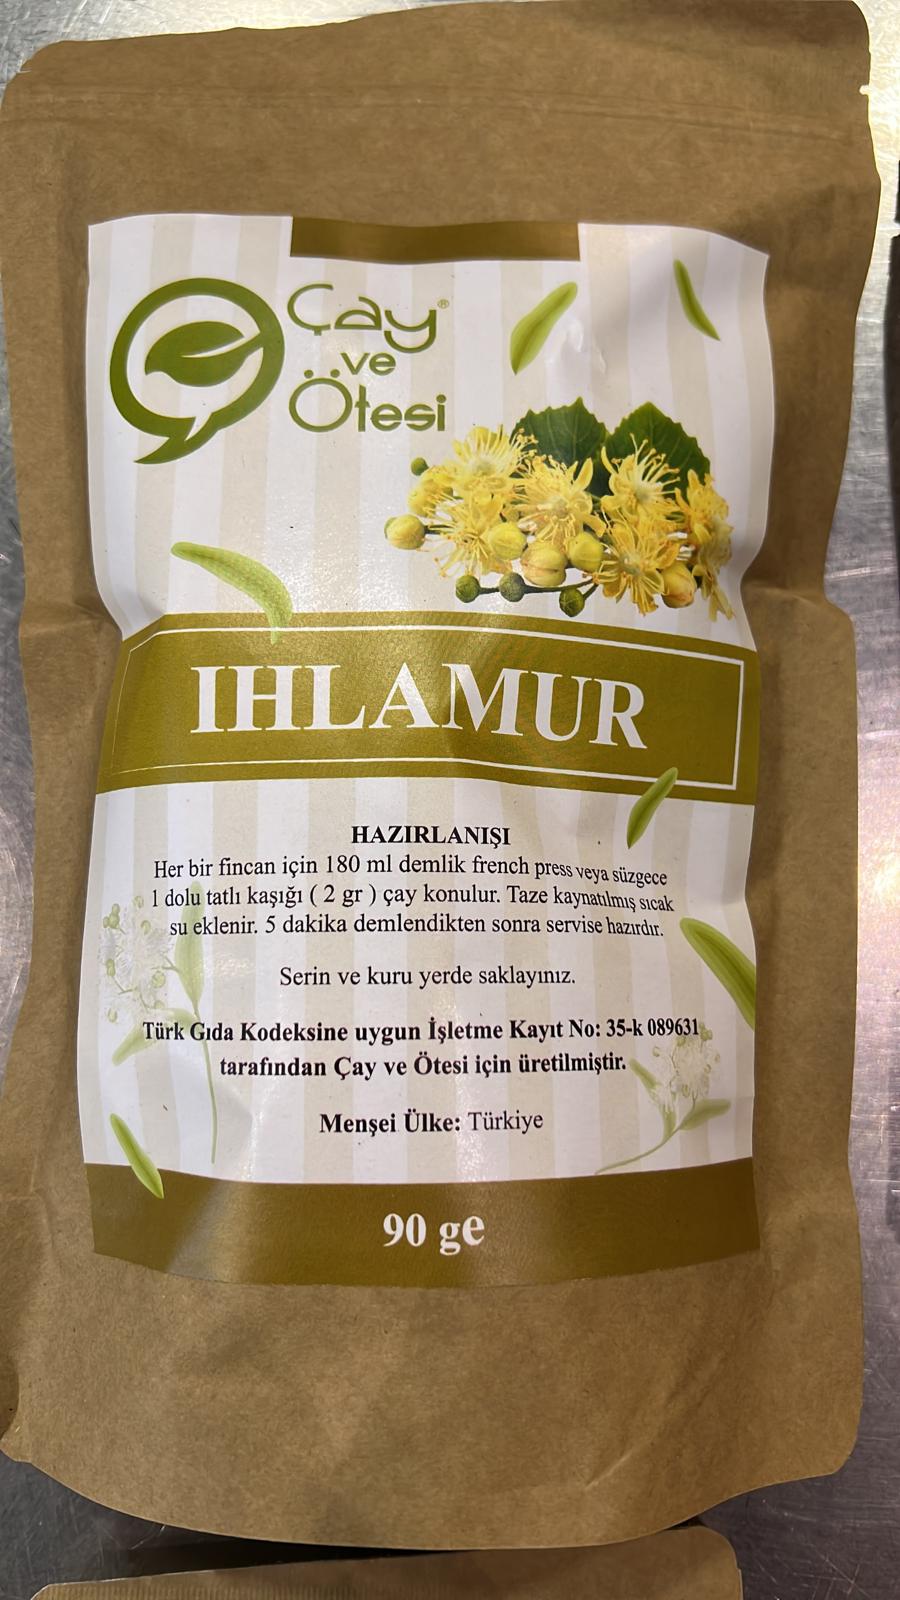 Çay®
ve
Ötesi
IHLAMUR
HAZIRLANIŞI
Her bir fincan için 180 ml demlik french press veya süzgece
1 dolu tatlı kaşığı ( 2 gr ) çay konulur. Taze kaynatılmış sıcak
su eklenir. 5 dakika demlendikten sonra servise hazırdır.
Serin ve kuru yerde saklayınız.
Türk Gıda Kodeksine uygun İşletme Kayıt No: 35-k 089631
tarafından Çay ve Ötesi için üretilmiştir.
Menşei Ülke: Türkiye
90 ge